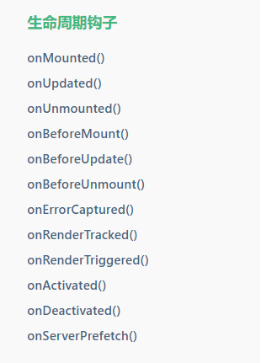 生命周期钩子
onMounted()
onUpdated()
onUnmounted()
onBeforeMount()
onBeforeUpdate()
onBeforeUnmount()
onErrorCaptured()
onRenderTracked()
onRenderTriggered()
onActivated()
onDeactivated()
onServerPrefetch()